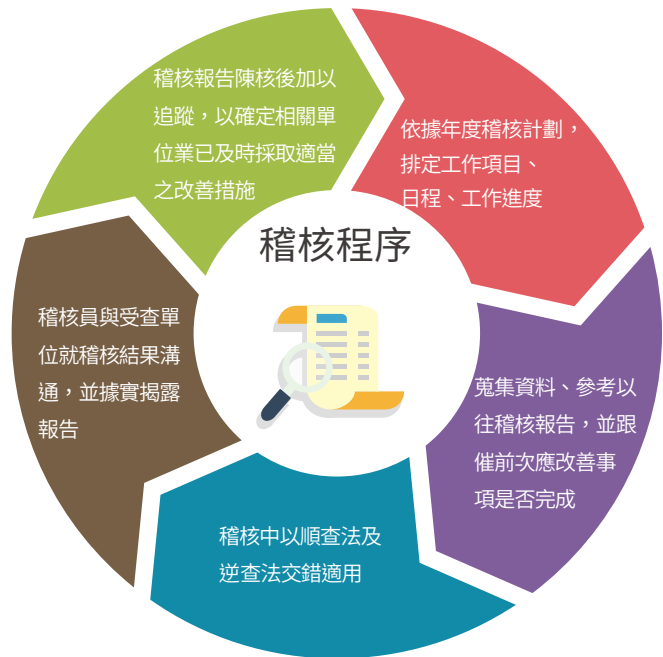 稽核程序
依據年度稽核計劃，
排定工作項目、
日程、工作進度
蒐集資料、參考以
往稽核報告，並跟
催前次應改善事
項是否完成
稽核中以順查法及
逆查法交錯適用
稽核員與受查單
位就稽核結果溝
通，並據實揭露
報告
稽核報告陳核後加以
追蹤，以確定相關單
位業已及時採取適當
之改善措施